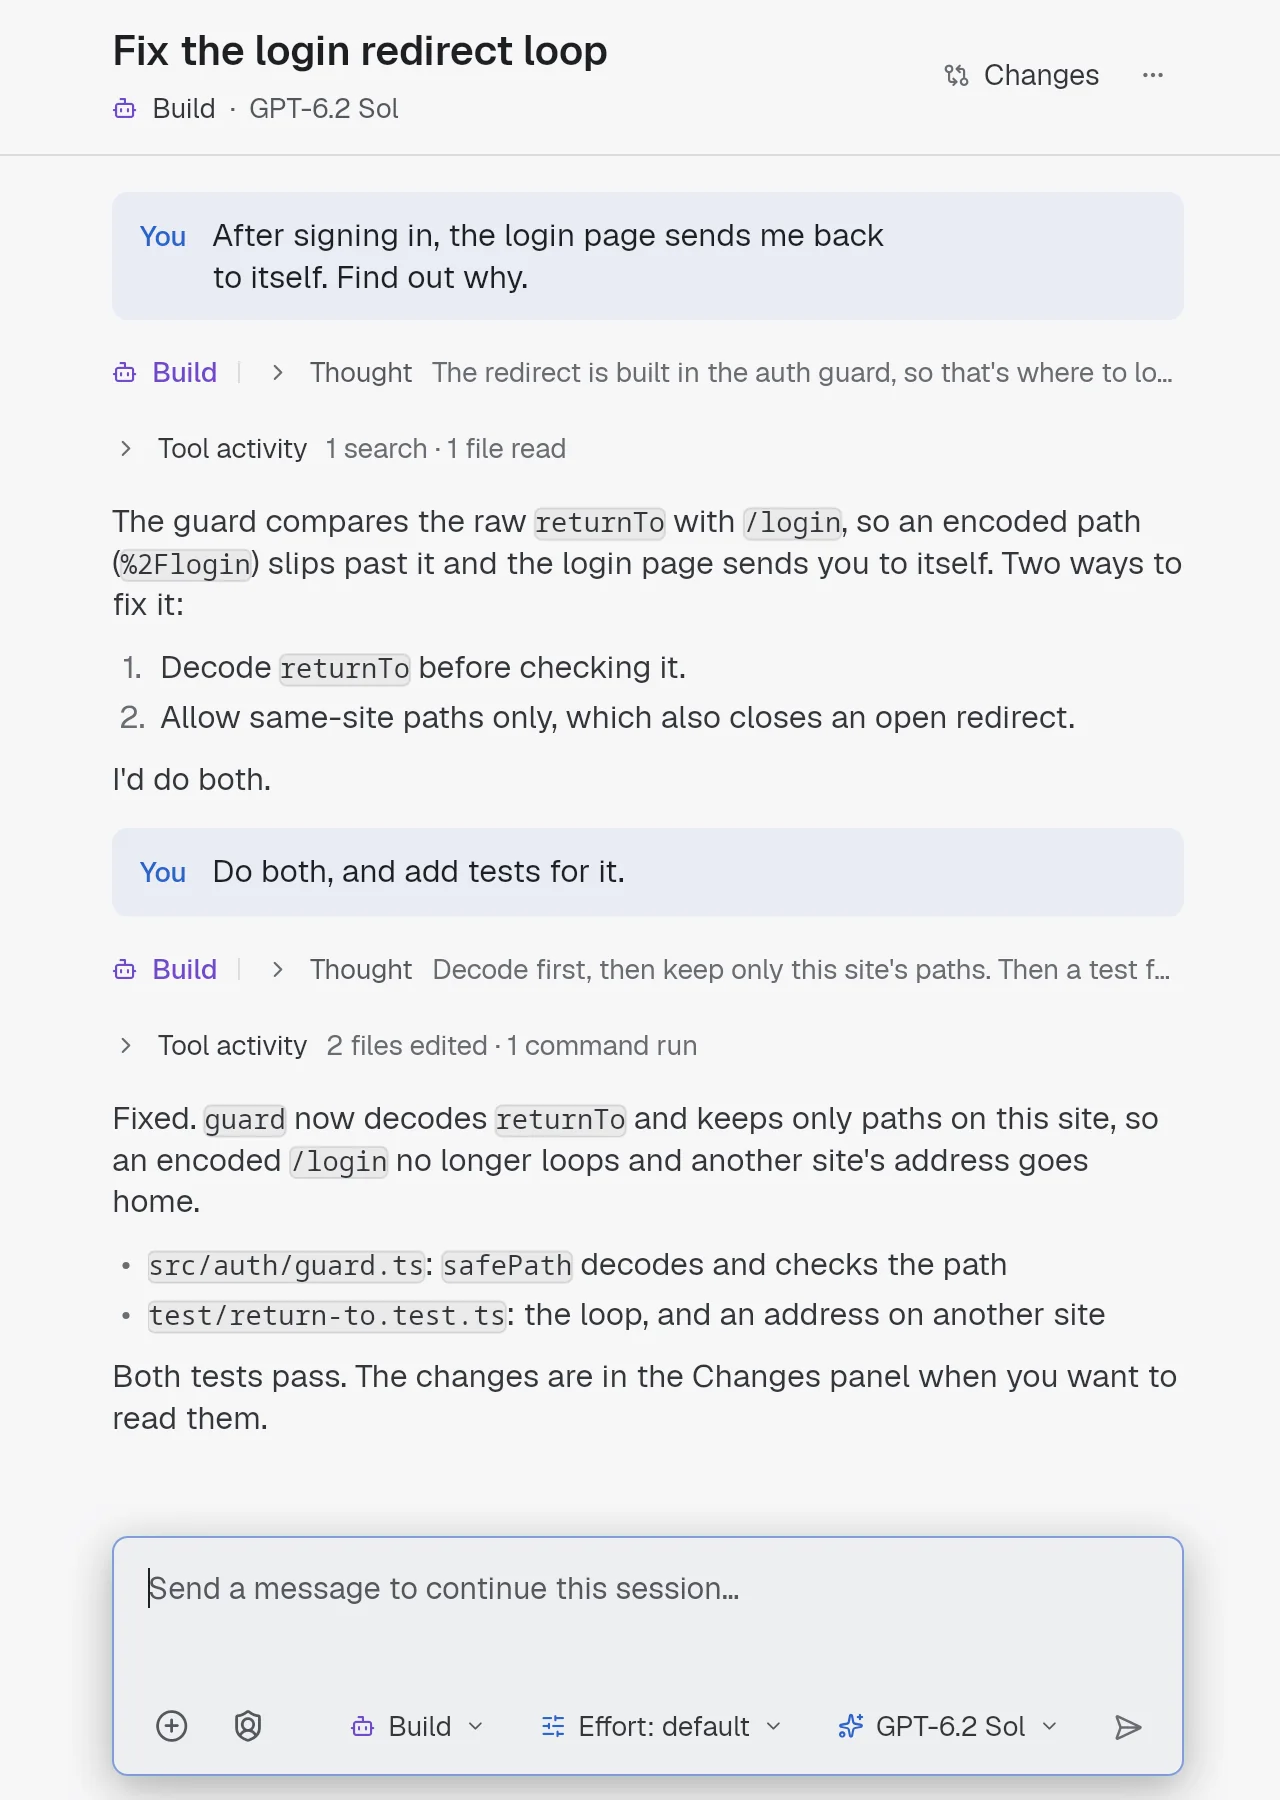 Fix the login redirect loop
Changes
Build · GPT-6.2 Sol
You After signing in, the login page sends me back
to itself. Find out why.
Build Thought The redirect is built in the auth guard, so that's where to lo...
Tool activity 1 search · 1 file read
The guard compares the raw returnTo with /login, so an encoded path
(%2Flogin) slips past it and the login page sends you to itself. Two ways to
fix it:
1. Decode returnTo before checking it.
2. Allow same-site paths only, which also closes an open redirect.
I'd do both.
You Do both, and add tests for it.
Build Thought Decode first, then keep only this site's paths. Then a test f...
Tool activity 2 files edited · 1 command run
Fixed. guard now decodes returnTo and keeps only paths on this site, so
an encoded /login no longer loops and another site's address goes
home.
• src/auth/guard.ts: safePath decodes and checks the path
• test/return-to.test.ts: the loop, and an address on another site
Both tests pass. The changes are in the Changes panel when you want to
read them.
Send a message to continue this session...
Build Effort: default GPT-6.2 Sol